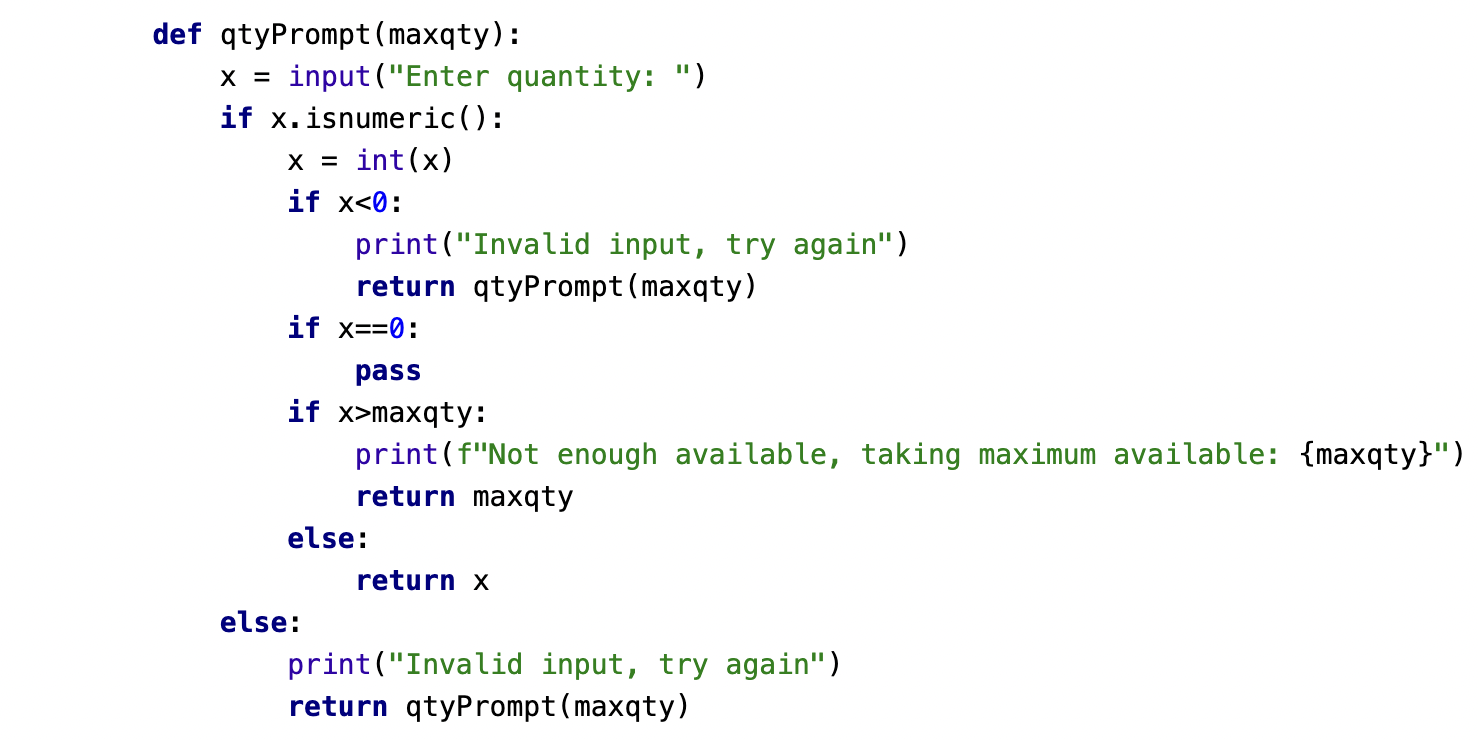 def qtyPrompt(maxqty):
    x = input("Enter quantity: ")
    if x.isnumeric():
        x = int(x)
        if x<0:
            print("Invalid input, try again")
            return qtyPrompt(maxqty)
        if x==0:
            pass
        if x>maxqty:
            print(f"Not enough available, taking maximum available: {maxqty}")
            return maxqty
        else:
            return x
    else:
        print("Invalid input, try again")
        return qtyPrompt(maxqty)